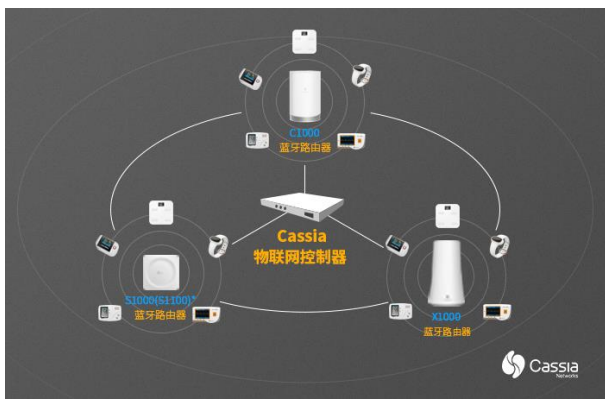 C1000
蓝牙路由器
Cassia
物联网控制器
S1000(S1100)*
蓝牙路由器
X1000
蓝牙路由器
Cassia
Networks